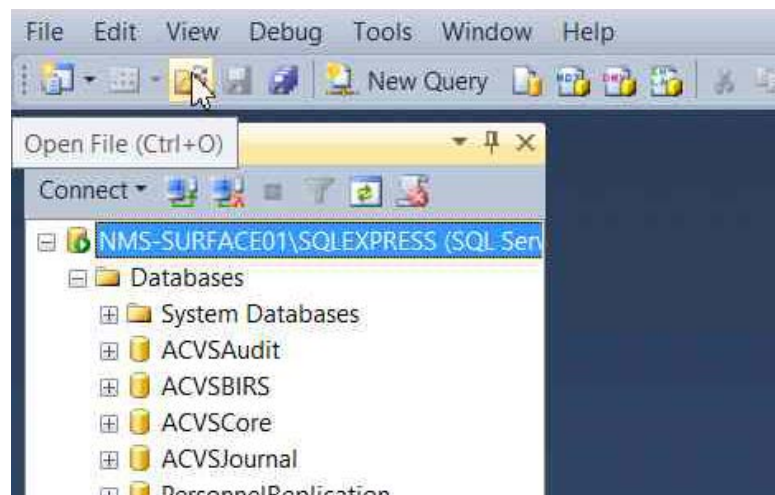 File Edit View Debug Tools Window Help
New Query
Open File (Ctrl+O)
Connect
NMS-SURFACE01\SQLEXPRESS (SQL Serv
Databases
System Databases
ACVSAudit
ACVSBIRS
ACVSCore
ACVSJournal
PersonnelReplication